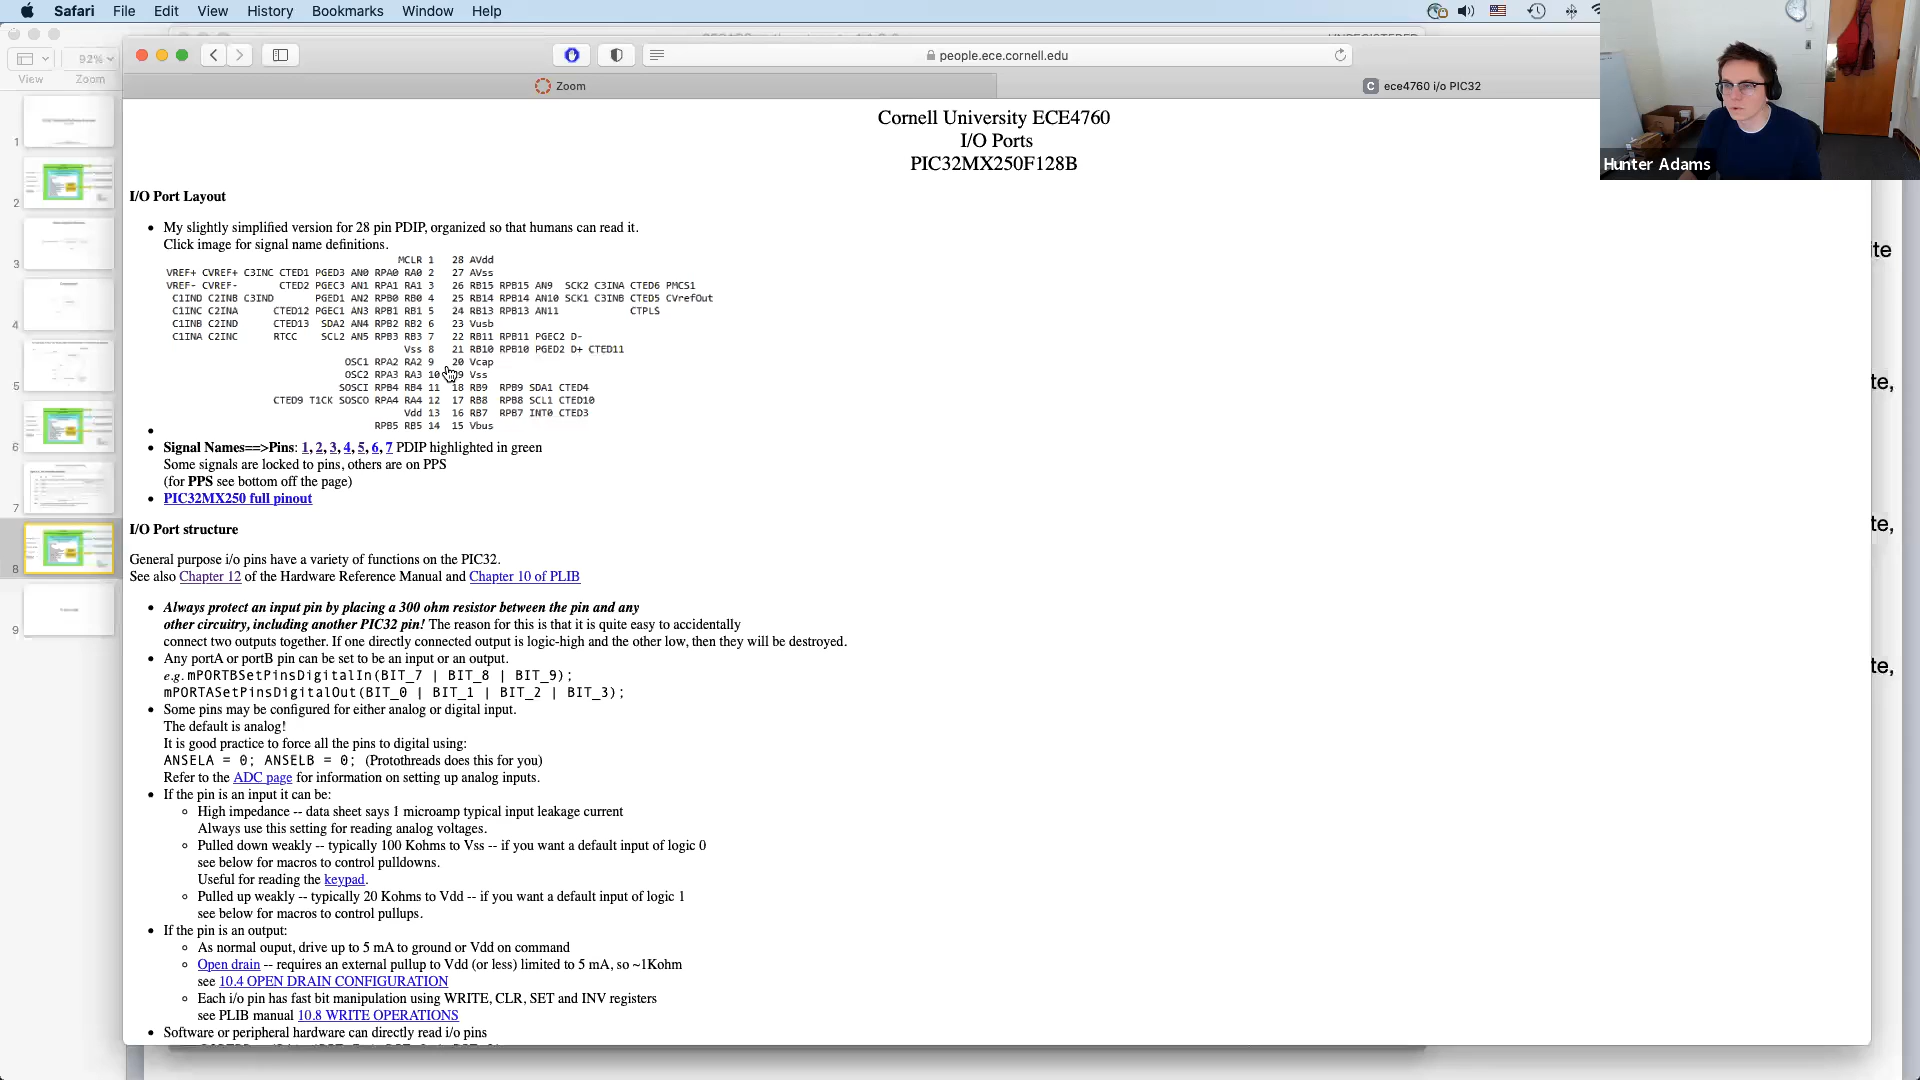 Safari File Edit View History Bookmarks Window Help
92%
View Zoom
people.ece.cornell.edu
Zoom
ece4760 i/o PIC32
Hunter Adams
Cornell University ECE4760
I/O Ports
PIC32MX250F128B
I/O Port Layout
• My slightly simplified version for 28 pin PDIP, organized so that humans can read it.
Click image for signal name definitions.
MCLR 1 28 AVdd
VREF+ CVREF+ C3INC CTED1 PGED3 AN0 RPA0 RA0 2 27 AVss
VREF- CVREF- CTED2 PGEC3 AN1 RPA1 RA1 3 26 RB15 RPB15 AN9 SCK2 C3INA CTED6 PMCS1
C1IND C2INB C3IND PGED1 AN2 RPB0 RB0 4 25 RB14 RPB14 AN10 SCK1 C3INB CTED5 CVrefOut
C1INC C2INA CTED12 PGEC1 AN3 RPB1 RB1 5 24 RB13 RPB13 AN11 CTPLS
C1INB C2IND CTED13 SDA2 AN4 RPB2 RB2 6 23 Vusb
C1INA C2INC RTCC SCL2 AN5 RPB3 RB3 7 22 RB11 RPB11 PGEC2 D-
Vss 8 21 RB10 RPB10 PGED2 D+ CTED11
OSC1 RPA2 RA2 9 20 Vcap
OSC2 RPA3 RA3 10 9 Vss
SOSCI RPB4 RB4 11 18 RB9 RPB9 SDA1 CTED4
CTED9 T1CK SOSCO RPA4 RA4 12 17 RB8 RPB8 SCL1 CTED10
Vdd 13 16 RB7 RPB7 INT0 CTED3
RPB5 RB5 14 15 Vbus
• Signal Names==>Pins: 1, 2, 3, 4, 5, 6, 7 PDIP highlighted in green
Some signals are locked to pins, others are on PPS
(for PPS see bottom off the page)
• PIC32MX250 full pinout
I/O Port structure
General purpose i/o pins have a variety of functions on the PIC32.
See also Chapter 12 of the Hardware Reference Manual and Chapter 10 of PLIB
• Always protect an input pin by placing a 300 ohm resistor between the pin and any
other circuitry, including another PIC32 pin! The reason for this is that it is quite easy to accidentally
connect two outputs together. If one directly connected output is logic-high and the other low, then they will be destroyed.
• Any portA or portB pin can be set to be an input or an output.
e.g. mPORTBSetPinsDigitalIn(BIT_7 | BIT_8 | BIT_9);
mPORTASetPinsDigitalOut(BIT_0 | BIT_1 | BIT_2 | BIT_3);
• Some pins may be configured for either analog or digital input.
The default is analog!
It is good practice to force all the pins to digital using:
ANSELA = 0; ANSELB = 0; (Protothreads does this for you)
Refer to the ADC page for information on setting up analog inputs.
• If the pin is an input it can be:
◦ High impedance -- data sheet says 1 microamp typical input leakage current
Always use this setting for reading analog voltages.
◦ Pulled down weakly -- typically 100 Kohms to Vss -- if you want a default input of logic 0
see below for macros to control pulldowns.
Useful for reading the keypad.
◦ Pulled up weakly -- typically 20 Kohms to Vdd -- if you want a default input of logic 1
see below for macros to control pullups.
• If the pin is an output:
◦ As normal ouput, drive up to 5 mA to ground or Vdd on command
◦ Open drain -- requires an external pullup to Vdd (or less) limited to 5 mA, so ~1Kohm
see 10.4 OPEN DRAIN CONFIGURATION
◦ Each i/o pin has fast bit manipulation using WRITE, CLR, SET and INV registers
see PLIB manual 10.8 WRITE OPERATIONS
• Software or peripheral hardware can directly read i/o pins
1
2
3
4
5
6
7
8
9
ite
te,
te,
te,